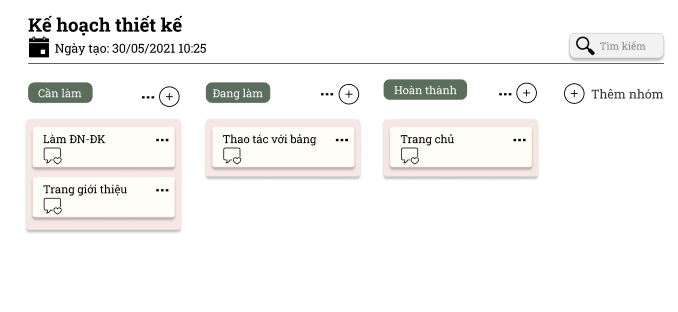 Kế hoạch thiết kế
Ngày tạo: 30/05/2021 10:25
Tìm kiếm
Cần làm
Đang làm
Hoàn thành
Thêm nhóm
Làm ĐN-ĐK
Thao tác với bảng
Trang chủ
Trang giới thiệu